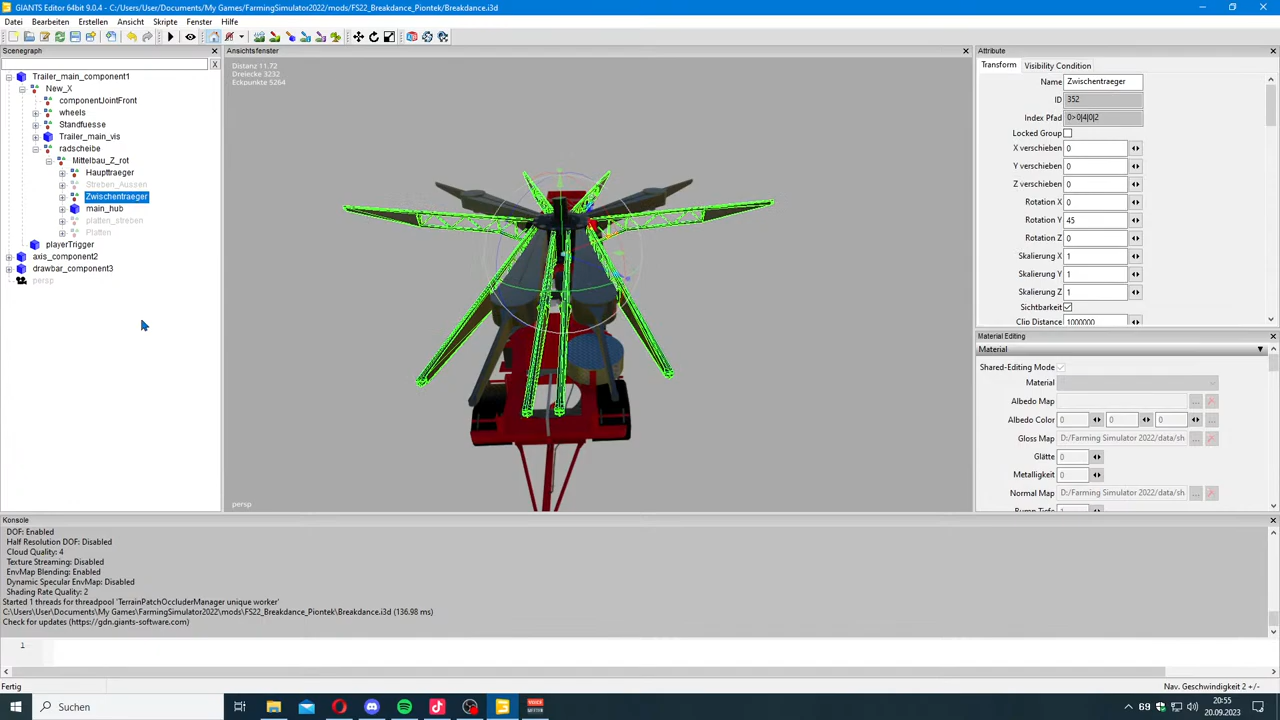 GIANTS Editor 64bit 9.0.4 - C:/Users/User/Documents/My Games/FarmingSimulator2022/mods/FS22_Breakdance_Piontek/Breakdance.i3d
Datei Bearbeiten Erstellen Ansicht Skripte Fenster Hilfe
Scenegraph
X
Trailer_main_component1
New_X
componentJointFront
wheels
Standfuesse
Trailer_main_vis
radscheibe
Mittelbau_Z_rot
Haupttraeger
Streben_Aussen
Zwischentraeger
main_hub
platten_streben
Platten
playerTrigger
axis_component2
drawbar_component3
persp
Ansichtsfenster
Distanz 11.72
Dreiecke 3232
Eckpunkte 5264
persp
Attribute
Transform Visibility Condition
Name Zwischentraeger
ID 352
Index Pfad 0>0|4|0|2
Locked Group
X verschieben 0
Y verschieben 0
Z verschieben 0
Rotation X 0
Rotation Y 45
Rotation Z 0
Skalierung X 1
Skalierung Y 1
Skalierung Z 1
Sichtbarkeit
Clip Distance 1000000
Material Editing
Material
Shared-Editing Mode
Material
Albedo Map ...
Albedo Color 0 0 0 ...
Gloss Map D:/Farming Simulator 2022/data/sh ...
Glätte 0
Metalligkeit 0
Normal Map D:/Farming Simulator 2022/data/sh ...
Bump Tiefe
Konsole
DOF: Enabled
Half Resolution DOF: Disabled
Cloud Quality: 4
Texture Streaming: Disabled
EnvMap Blending: Enabled
Dynamic Specular EnvMap: Disabled
Shading Rate Quality: 2
Started 1 threads for threadpool 'TerrainPatchOccluderManager unique worker'
C:\Users\User\Documents\My Games\FarmingSimulator2022\mods\FS22_Breakdance_Piontek\Breakdance.i3d (136.98 ms)
Check for updates (https://gdn.giants-software.com)
1
Fertig
Nav. Geschwindigkeit 2 +/-
Suchen
20:55
20.09.2023